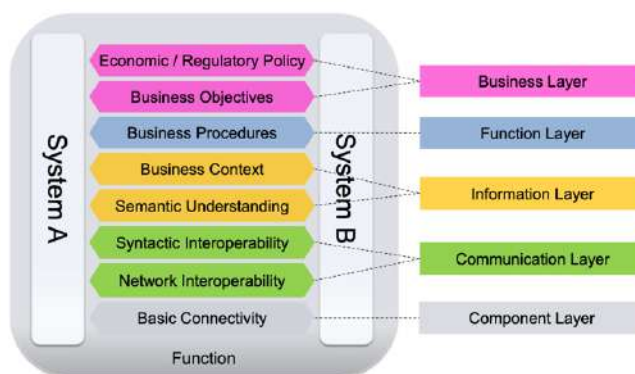 System A
Economic / Regulatory Policy
Business Objectives
Business Procedures
Business Context
Semantic Understanding
Syntactic Interoperability
Network Interoperability
Basic Connectivity
Function
System B
Business Layer
Function Layer
Information Layer
Communication Layer
Component Layer